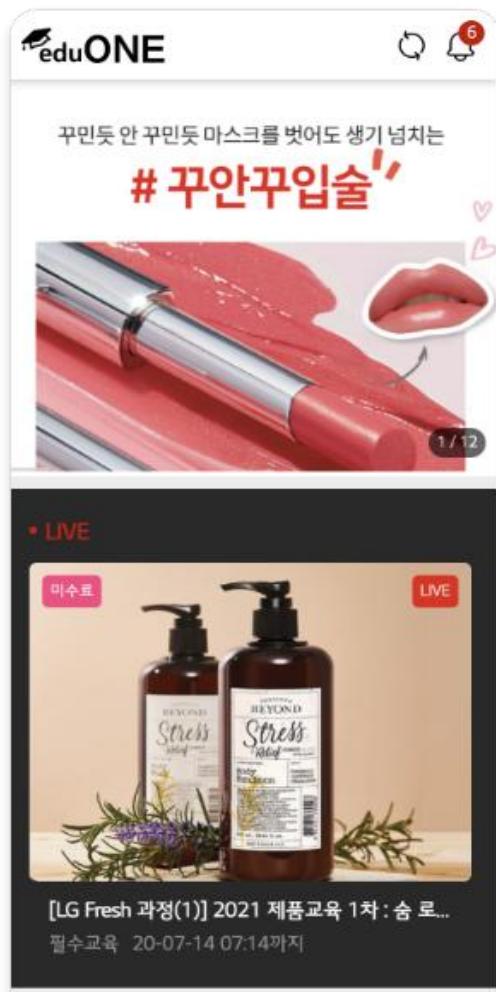 eduONE
6
꾸민듯 안 꾸민듯 마스크를 벗어도 생기 넘치는
# 꾸안꾸입술
1 / 12
• LIVE
미수료
LIVE
BEYOND
Stress
Relief
BEYOND
Stress
Relief
Body
Emulsion
[LG Fresh 과정(1)] 2021 제품교육 1차 : 숨 로...
필수교육 20-07-14 07:14까지